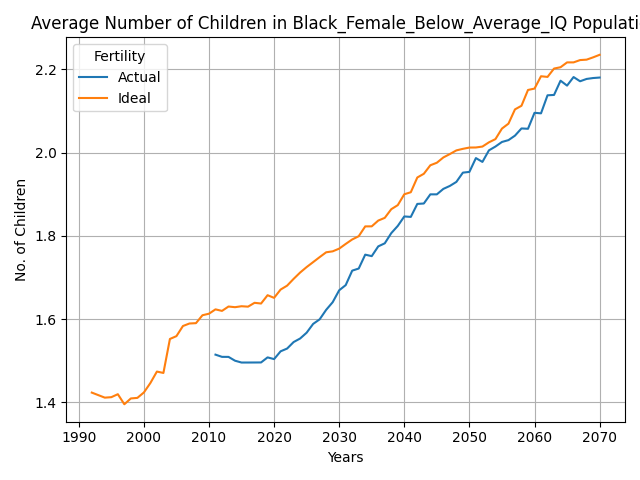 Average Number of Children in Black_Female_Below_Average_IQ Populati
Fertility
Actual
Ideal
No. of Children
2.2
2.0
1.8
1.6
1.4
1990 2000 2010 2020 2030 2040 2050 2060 2070
Years